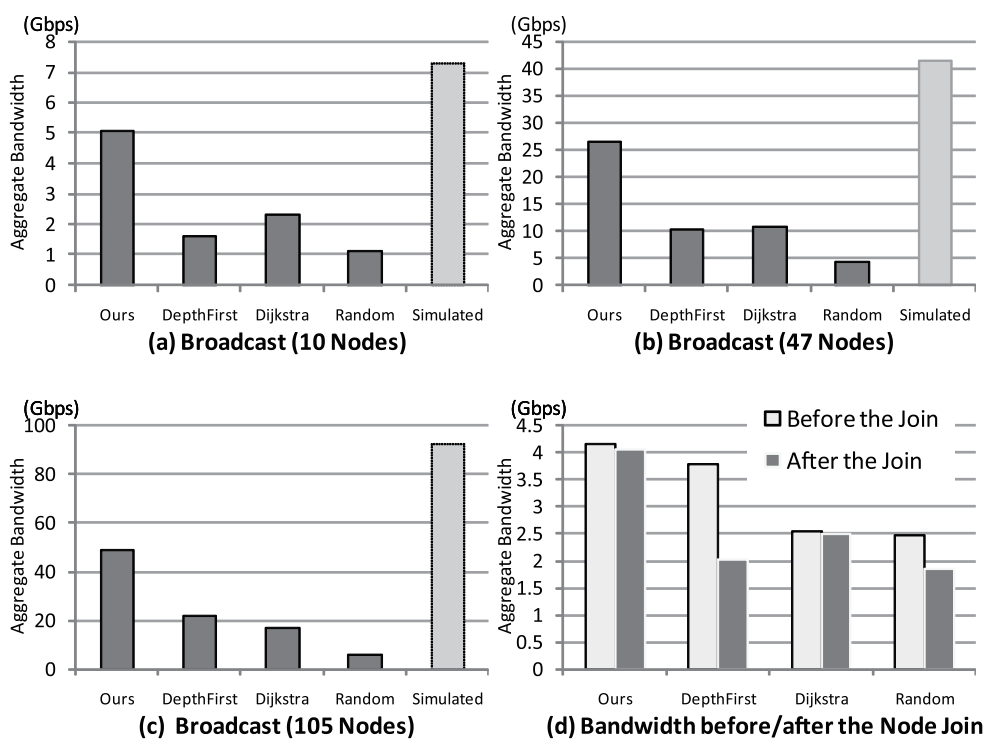 (Gbps)
Aggregate Bandwidth
8
7
6
5
4
3
2
1
0
Ours DepthFirst Dijkstra Random Simulated
(a) Broadcast (10 Nodes)
(Gbps)
Aggregate Bandwidth
45
40
35
30
25
20
15
10
5
0
Ours DepthFirst Dijkstra Random Simulated
(b) Broadcast (47 Nodes)
(Gbps)
Aggregate Bandwidth
100
80
60
40
20
0
Ours DepthFirst Dijkstra Random Simulated
(c) Broadcast (105 Nodes)
(Gbps)
Aggregate Bandwidth
4.5
4
3.5
3
2.5
2
1.5
1
0.5
0
Before the Join
After the Join
Ours DepthFirst Dijkstra Random
(d) Bandwidth before/after the Node Join